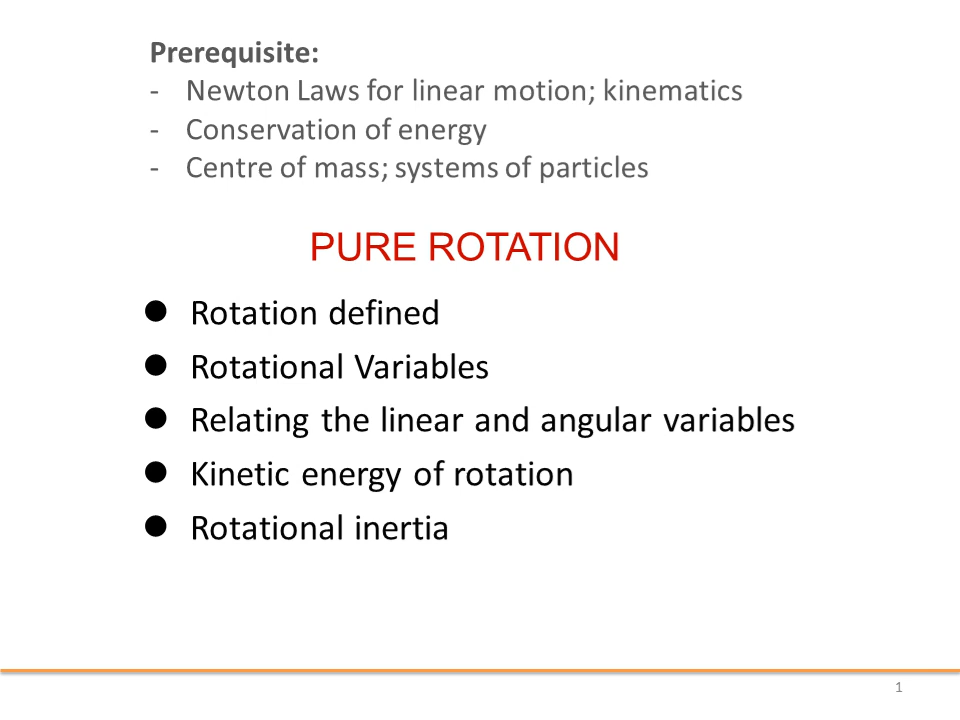 Prerequisite:
- Newton Laws for linear motion; kinematics
- Conservation of energy
- Centre of mass; systems of particles
PURE ROTATION
● Rotation defined
● Rotational Variables
● Relating the linear and angular variables
● Kinetic energy of rotation
● Rotational inertia
1